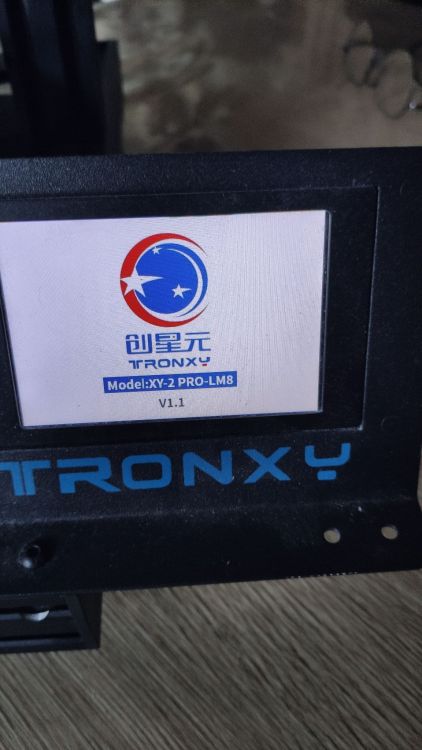 创星元
TRONXY
Model:XY-2 PRO-LM8
V1.1
TRONXY